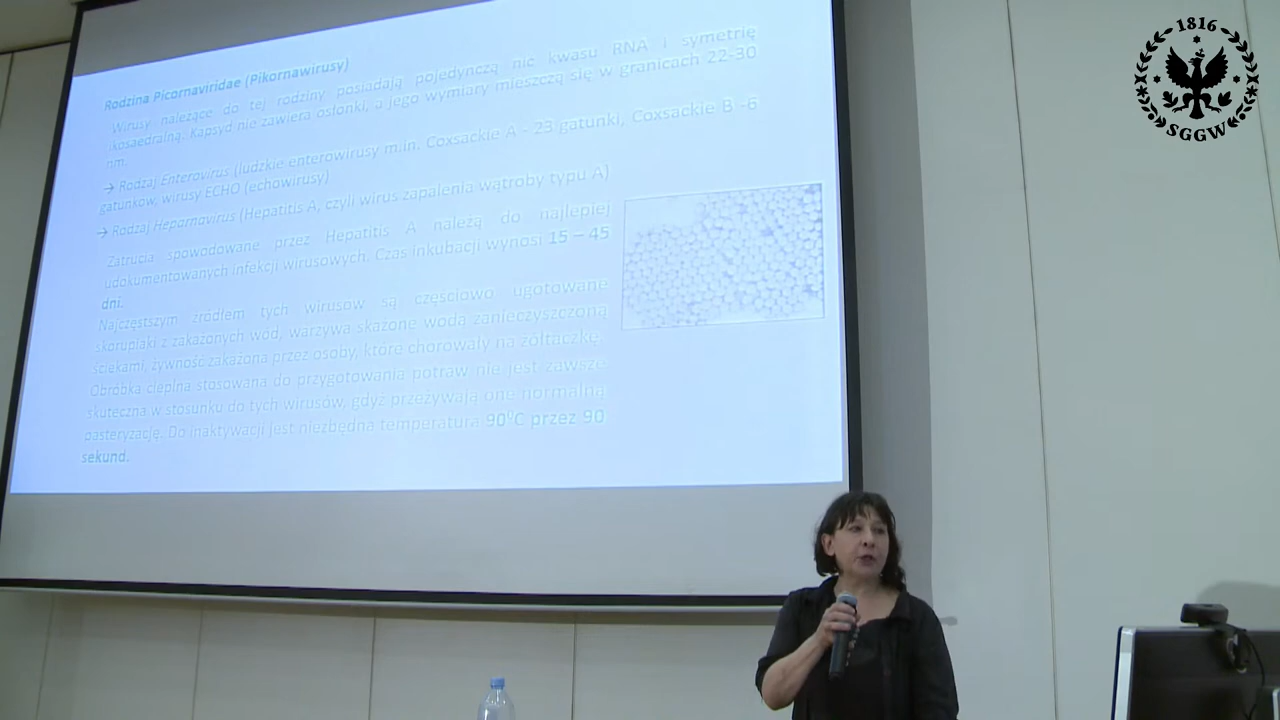 Rodzina Picornaviridae (Pikornawirusy)
Wirusy należące do tej rodziny posiadają pojedynczą nić kwasu RNA i symetrię
ikosaedralną. Kapsyd nie zawiera osłonki, a jego wymiary mieszczą się w granicach 22-30
nm.
→ Rodzaj Enterovirus (ludzkie enterowirusy m.in. Coxsackie A - 23 gatunki, Coxsackie B -6
gatunków, wirusy ECHO (echowirusy)
→ Rodzaj Heparnavirus (Hepatitis A, czyli wirus zapalenia wątroby typu A)
Zatrucia spowodowane przez Hepatitis A należą do najlepiej
udokumentowanych infekcji wirusowych. Czas inkubacji wynosi 15 – 45
dni.
Najczęstszym źródłem tych wirusów są częściowo ugotowane
skorupiaki z zakażonych wód, warzywa skażone woda zanieczyszczoną
ściekami, żywność zakażona przez osoby, które chorowały na żółtaczkę.
Obróbka cieplna stosowana do przygotowania potraw nie jest zawsze
skuteczna w stosunku do tych wirusów, gdyż przeżywają one normalną
pasteryzację. Do inaktywacji jest niezbędna temperatura 90⁰C przez 90
sekund.
1816
SGGW